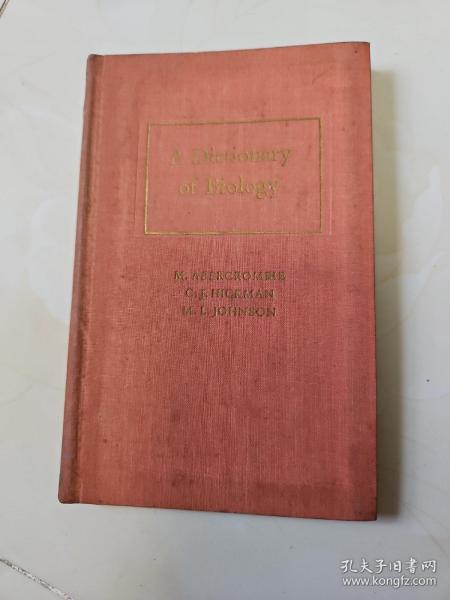 A Dictionary
of Biology
M. ABERCROMBIE
C. J. HICKMAN
M. L. JOHNSON
孔夫子旧书网
www.kongfz.com